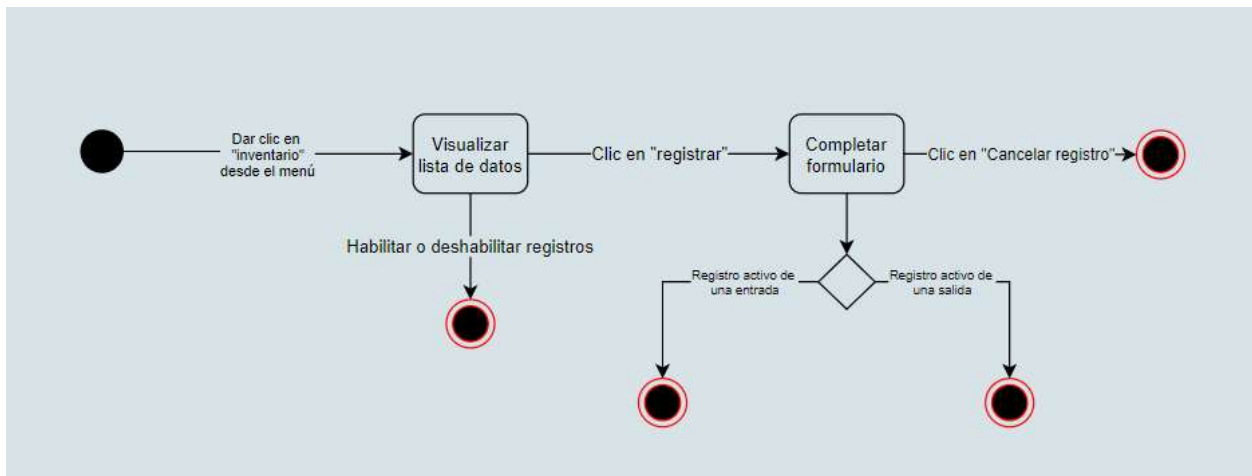 Dar clic en
"inventario"
desde el menú
Visualizar
lista de datos
Clic en "registrar"
Completar
formulario
Clic en "Cancelar registro"
Habilitar o deshabilitar registros
Registro activo de
una entrada
Registro activo de
una salida